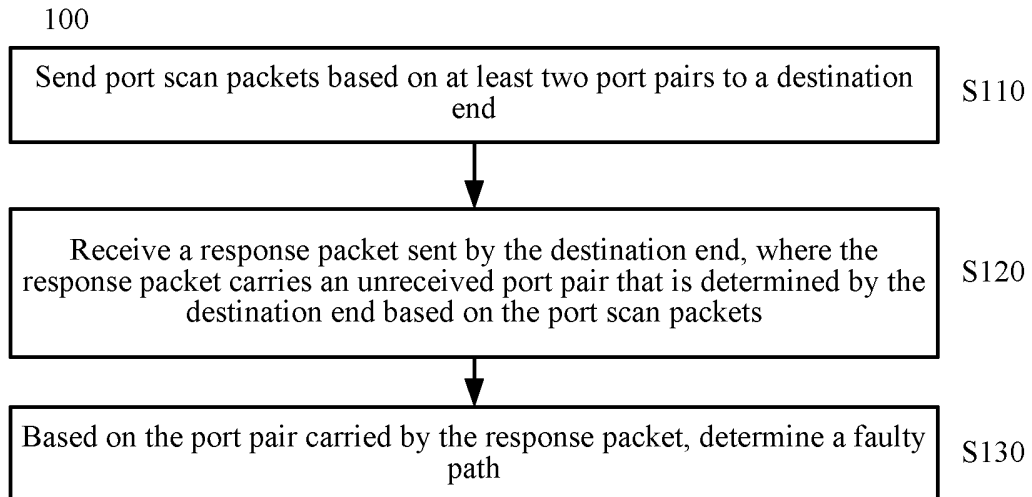 100
Send port scan packets based on at least two port pairs to a destination
end
S110
Receive a response packet sent by the destination end, where the
response packet carries an unreceived port pair that is determined by the
destination end based on the port scan packets
S120
Based on the port pair carried by the response packet, determine a faulty
path
S130